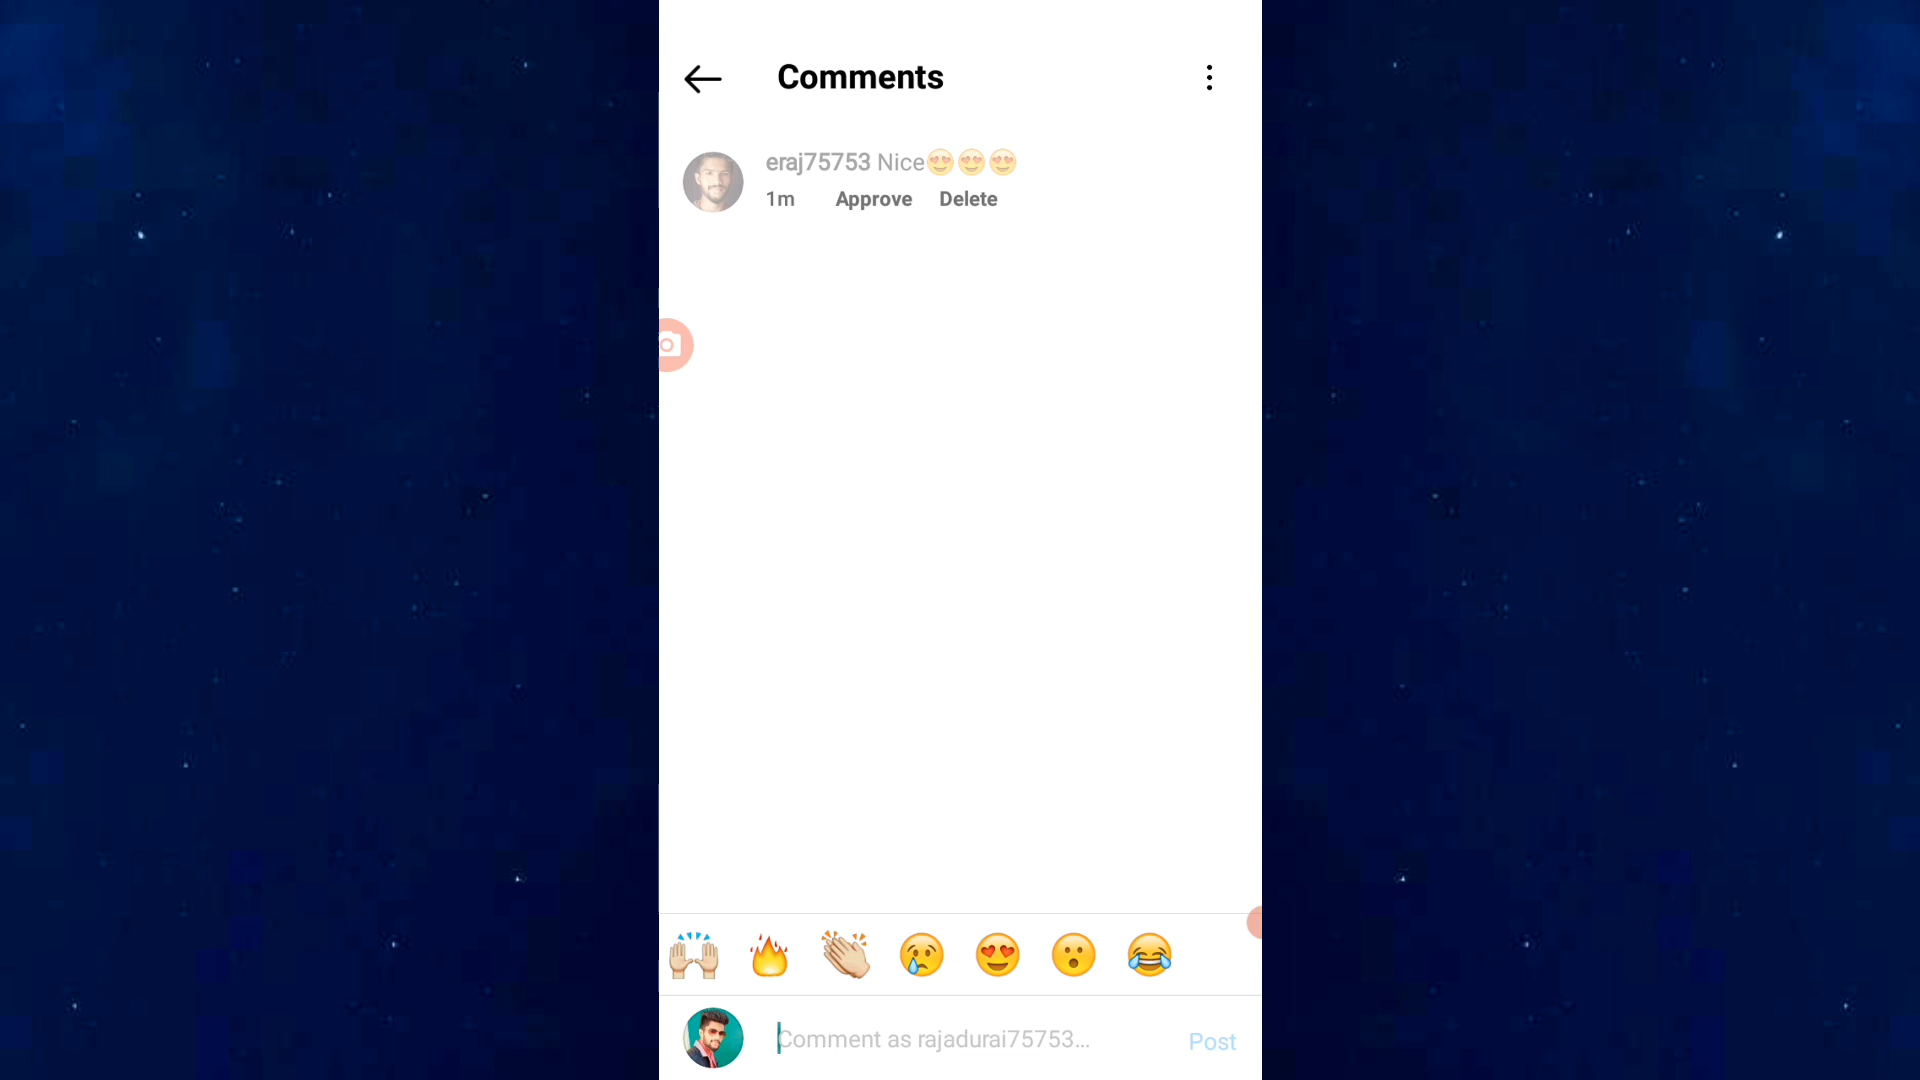 Comments
eraj75753 Nice😍😍😍
1m Approve Delete
Comment as rajadurai75753...
Post